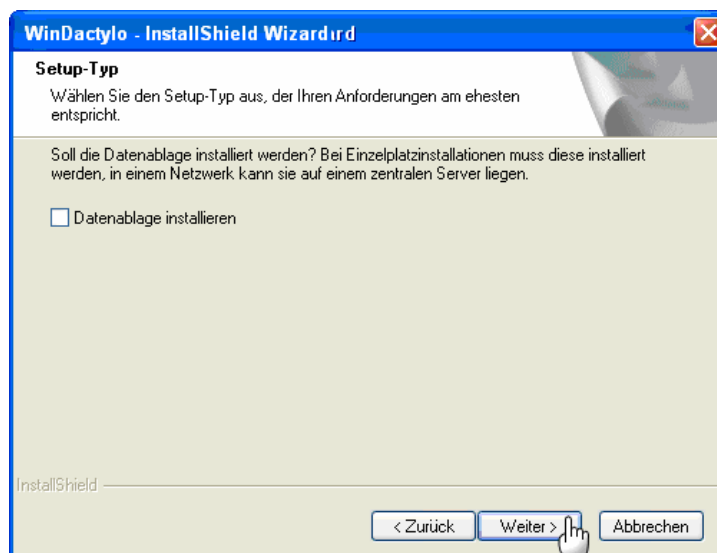 WinDactylo - InstallShield Wizardırd
Setup-Typ
Wählen Sie den Setup-Typ aus, der Ihren Anforderungen am ehesten
entspricht.
Soll die Datenablage installiert werden? Bei Einzelplatzinstallationen muss diese installiert
werden, in einem Netzwerk kann sie auf einem zentralen Server liegen.
Datenablage installieren
InstallShield
< Zurück Weiter > Abbrechen